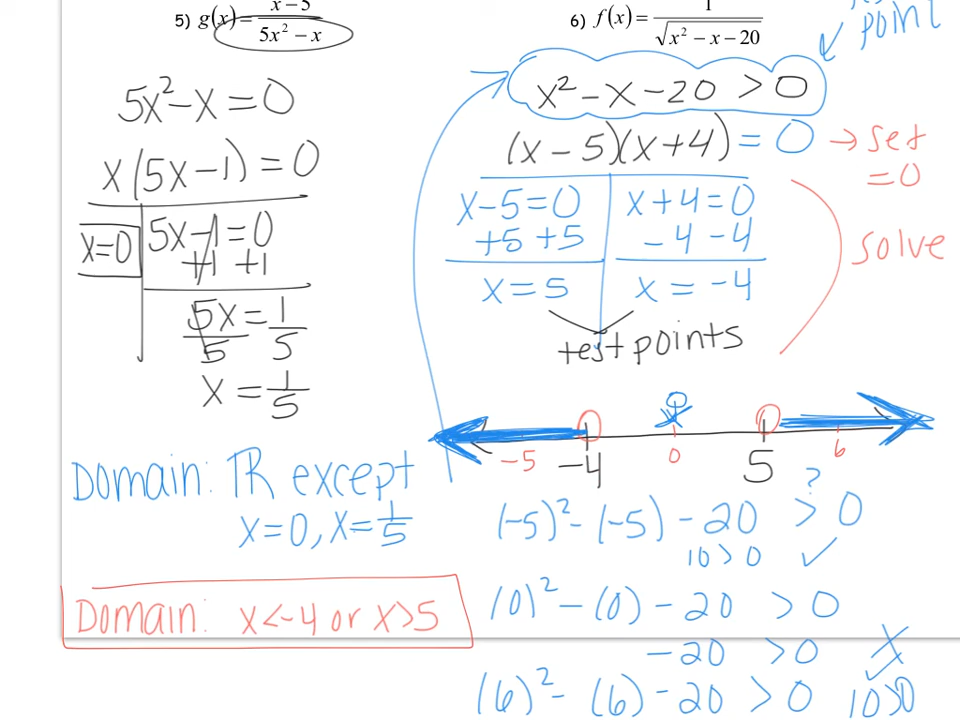 5) g(x) = x − 5 / 5x² − x
5x² − x = 0
x(5x − 1) = 0
x=0
5x − 1 = 0
+1 +1
5x/5 = 1/5
x = 1/5
Domain: ℝ except
x=0, x=1/5
6) f(x) = 1 / √x² − x − 20
point
x² − x − 20 > 0
(x − 5)(x+4) = 0 → set
=0
x−5=0 x+4=0
+5 +5 −4 −4
x = 5 x = −4
solve
test points
−5 −4 0 5 6
?
(−5)² − (−5) − 20 > 0
10 > 0 ✓
(0)² − (0) − 20 > 0
−20 > 0 X
(6)² − (6) − 20 > 0 10>0 ✓
Domain: x<−4 or x>5